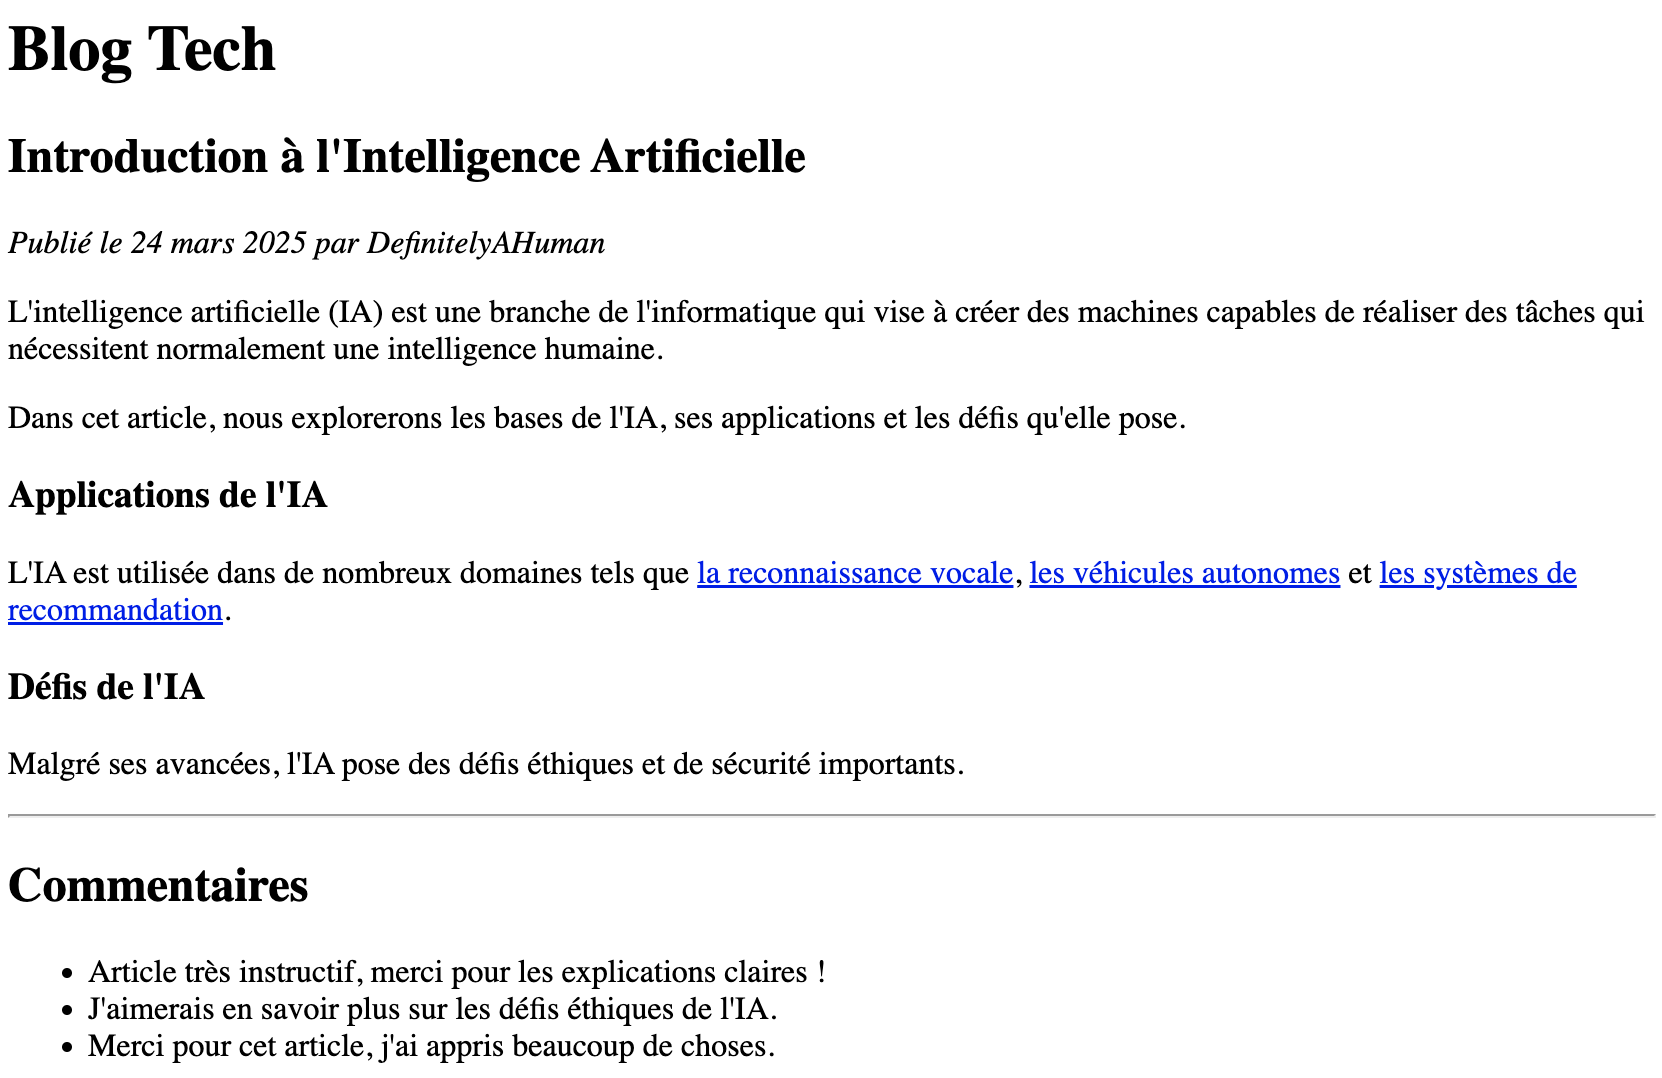 Blog Tech
Introduction à l'Intelligence Artificielle
Publié le 24 mars 2025 par DefinitelyAHuman
L'intelligence artificielle (IA) est une branche de l'informatique qui vise à créer des machines capables de réaliser des tâches qui
nécessitent normalement une intelligence humaine.
Dans cet article, nous explorerons les bases de l'IA, ses applications et les défis qu'elle pose.
Applications de l'IA
L'IA est utilisée dans de nombreux domaines tels que la reconnaissance vocale, les véhicules autonomes et les systèmes de
recommandation.
Défis de l'IA
Malgré ses avancées, l'IA pose des défis éthiques et de sécurité importants.
Commentaires
• Article très instructif, merci pour les explications claires !
• J'aimerais en savoir plus sur les défis éthiques de l'IA.
• Merci pour cet article, j'ai appris beaucoup de choses.